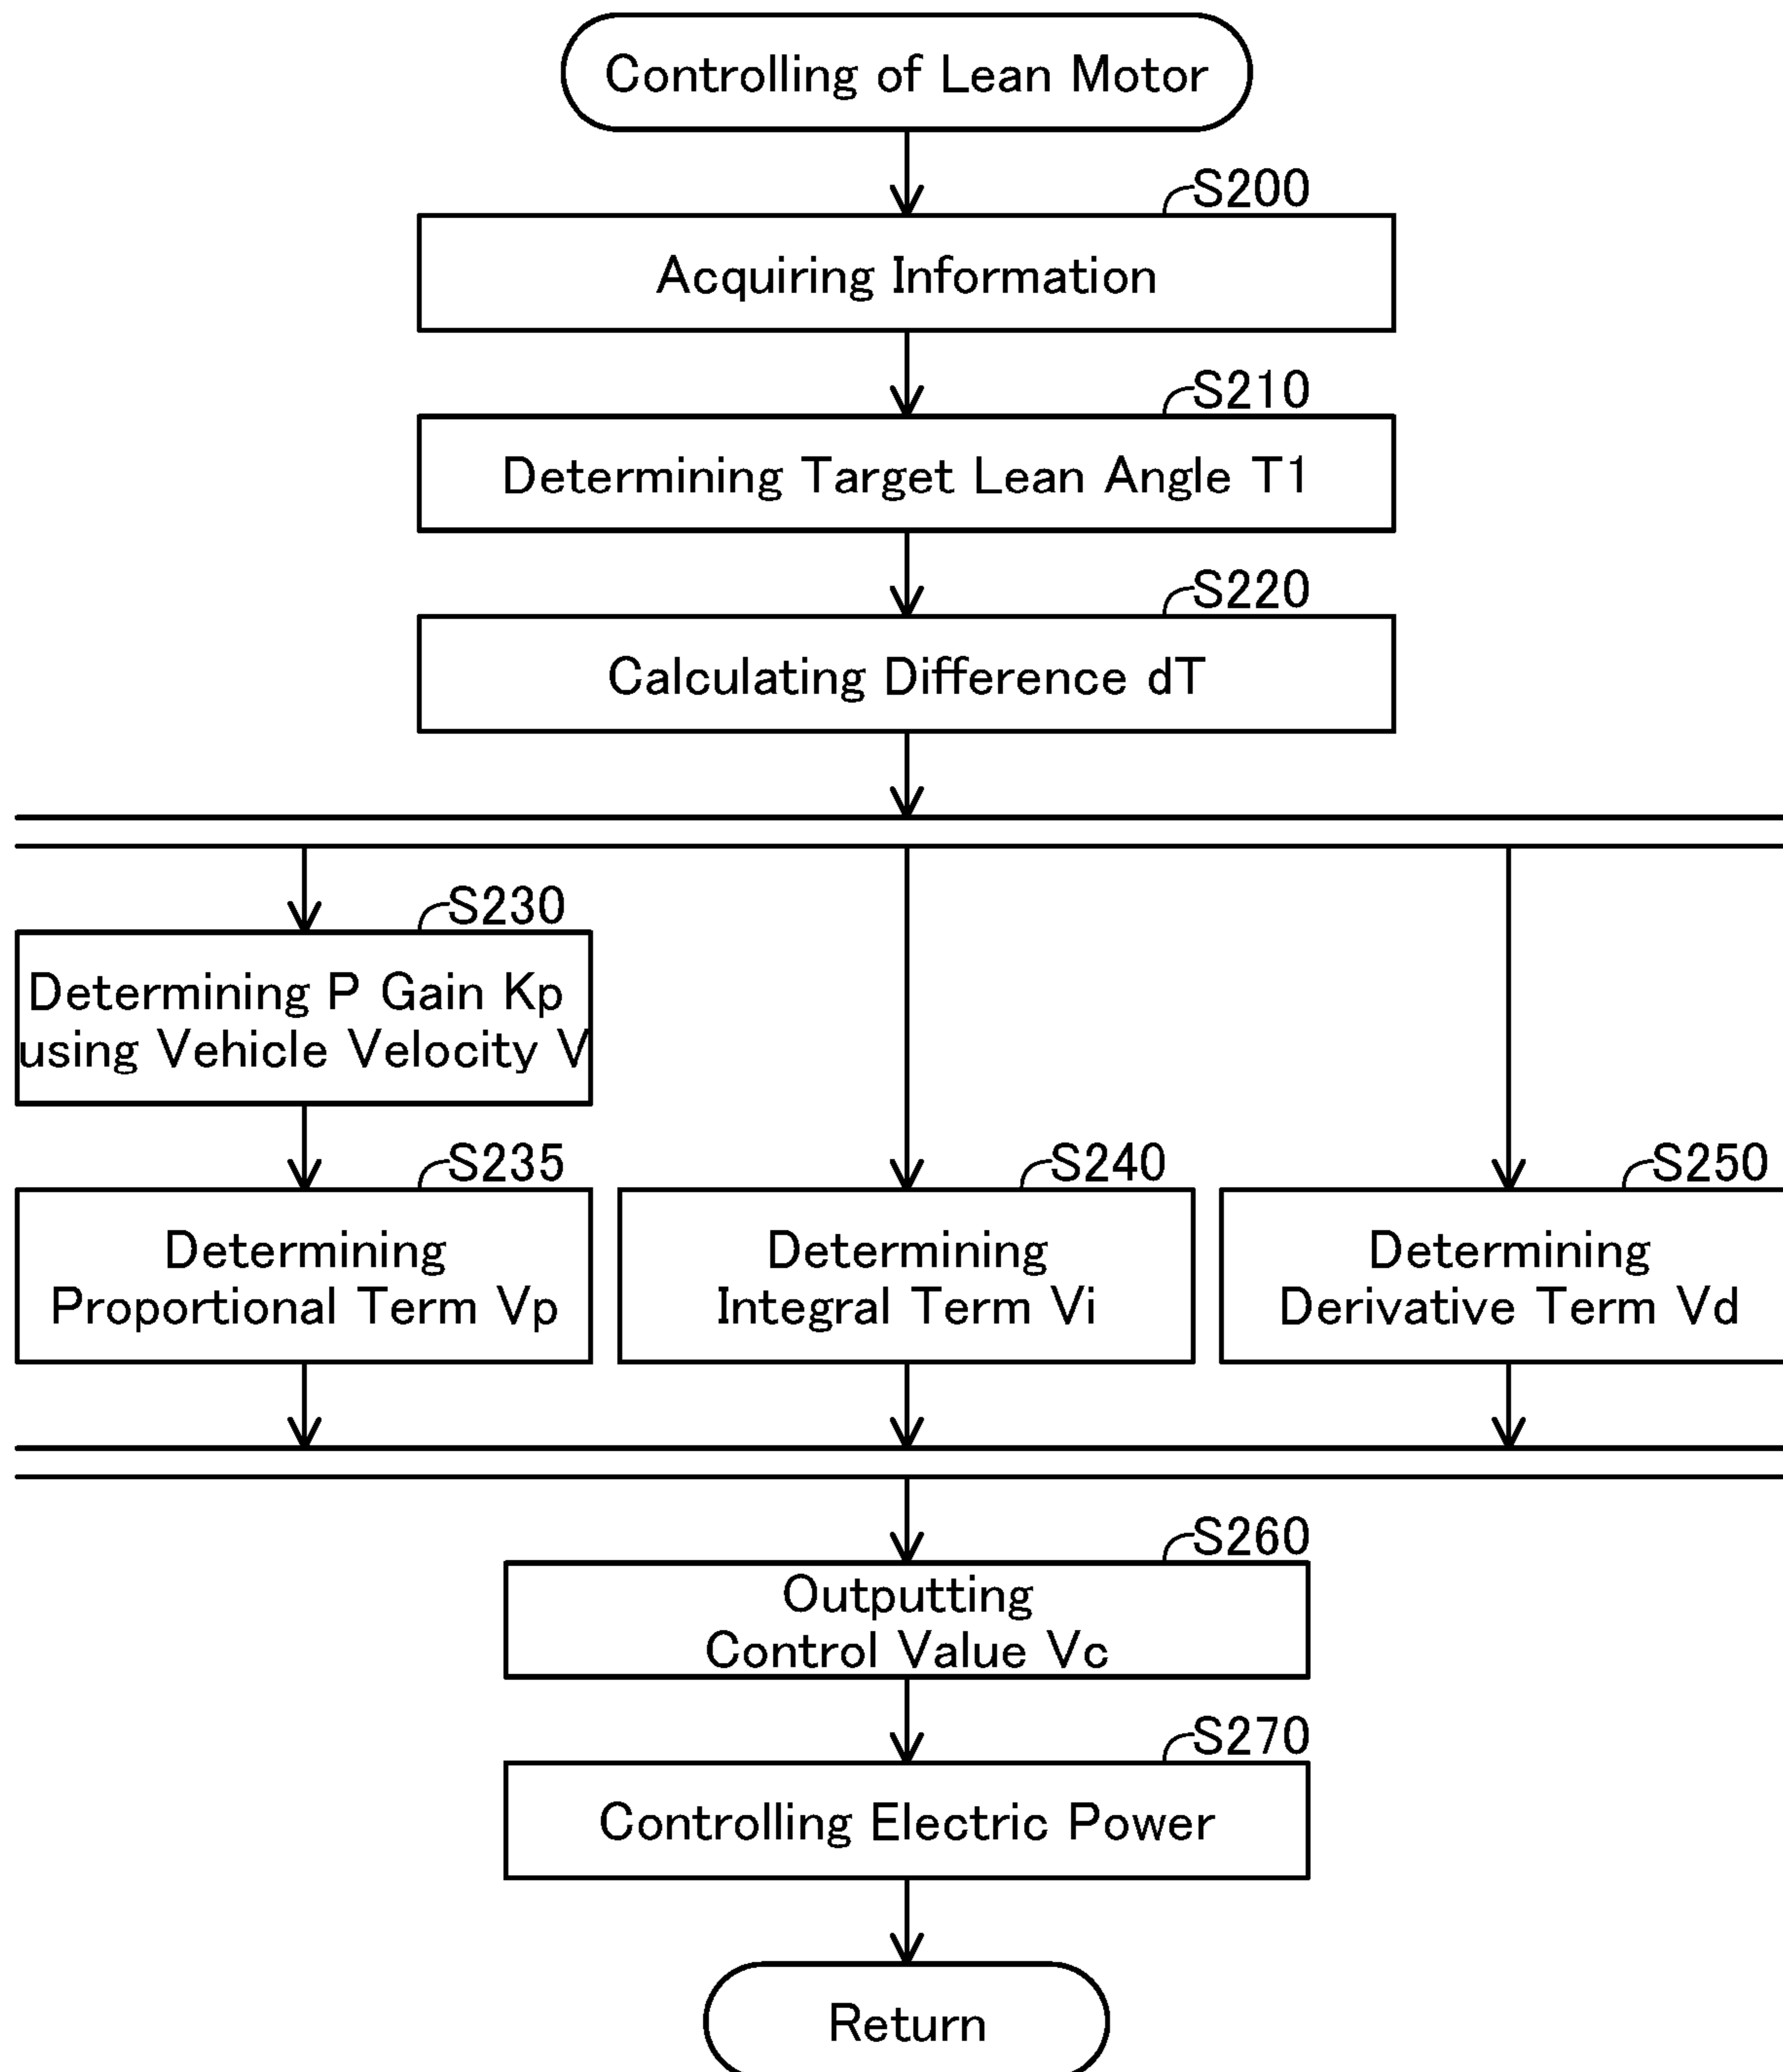 Controlling of Lean Motor
S200
Acquiring Information
S210
Determining Target Lean Angle T1
S220
Calculating Difference dT
S230
Determining P Gain Kp
using Vehicle Velocity V
S235
Determining
Proportional Term Vp
S240
Determining
Integral Term Vi
S250
Determining
Derivative Term Vd
S260
Outputting
Control Value Vc
S270
Controlling Electric Power
Return